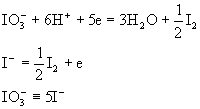 IO₃⁻ + 6H⁺ + 5e = 3H₂O + 1/2 I₂
I⁻ = 1/2 I₂ + e
IO₃⁻ ≡ 5I⁻